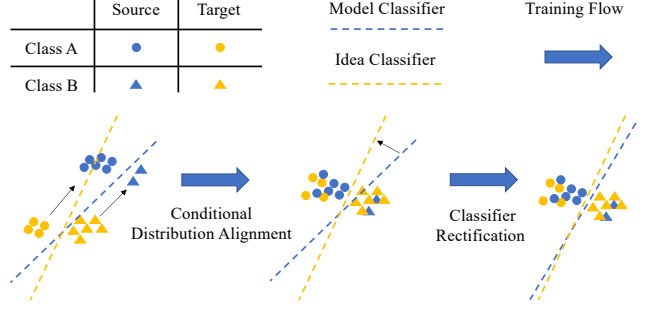 Source Target Model Classifier Training Flow
Class A
Idea Classifier
Class B
Conditional
Distribution Alignment
Classifier
Rectification